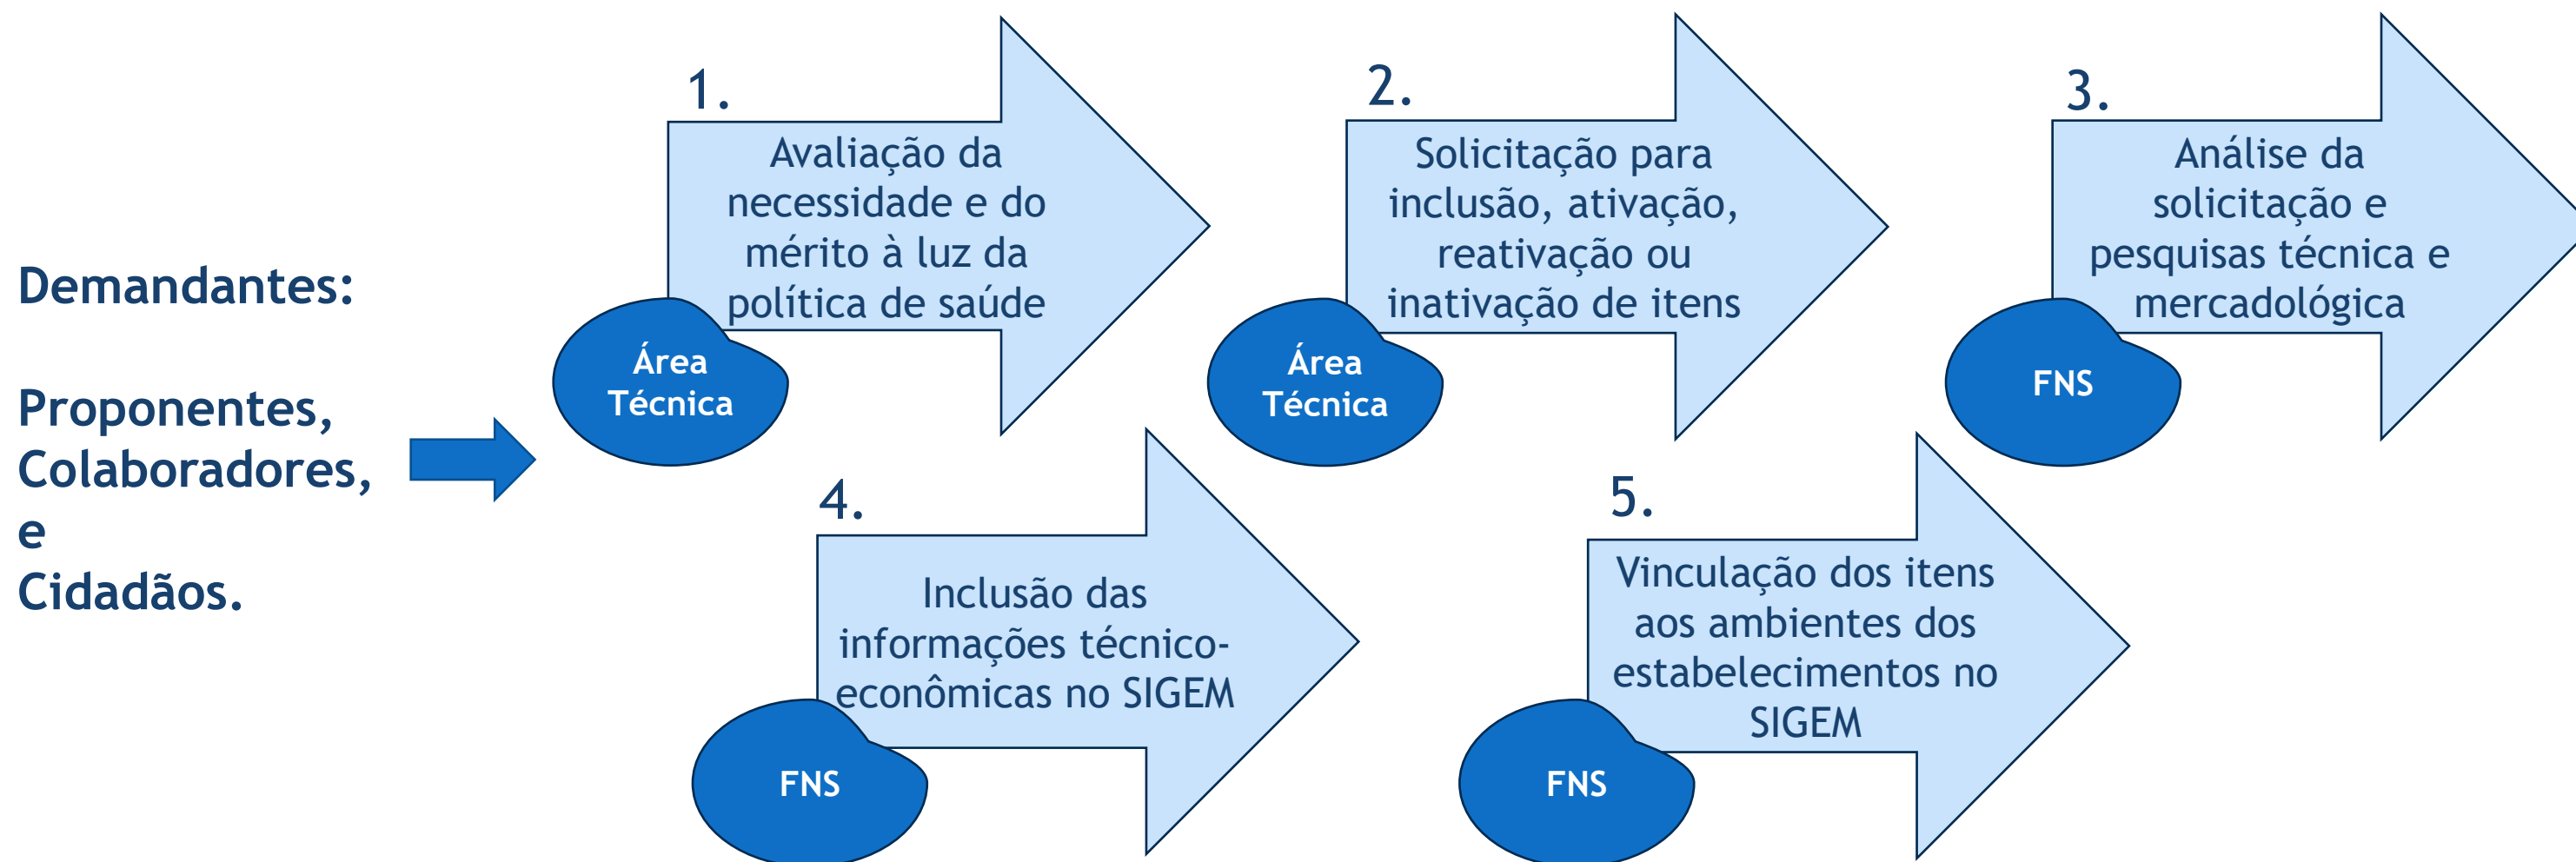 Demandantes:
Proponentes,
Colaboradores,
e
Cidadãos.
1.
Avaliação da
necessidade e do
mérito à luz da
política de saúde
Área
Técnica
2.
Solicitação para
inclusão, ativação,
reativação ou
inativação de itens
Área
Técnica
3.
Análise da
solicitação e
pesquisas técnica e
mercadológica
FNS
4.
Inclusão das
informações técnico-
econômicas no SIGEM
FNS
5.
Vinculação dos itens
aos ambientes dos
estabelecimentos no
SIGEM
FNS